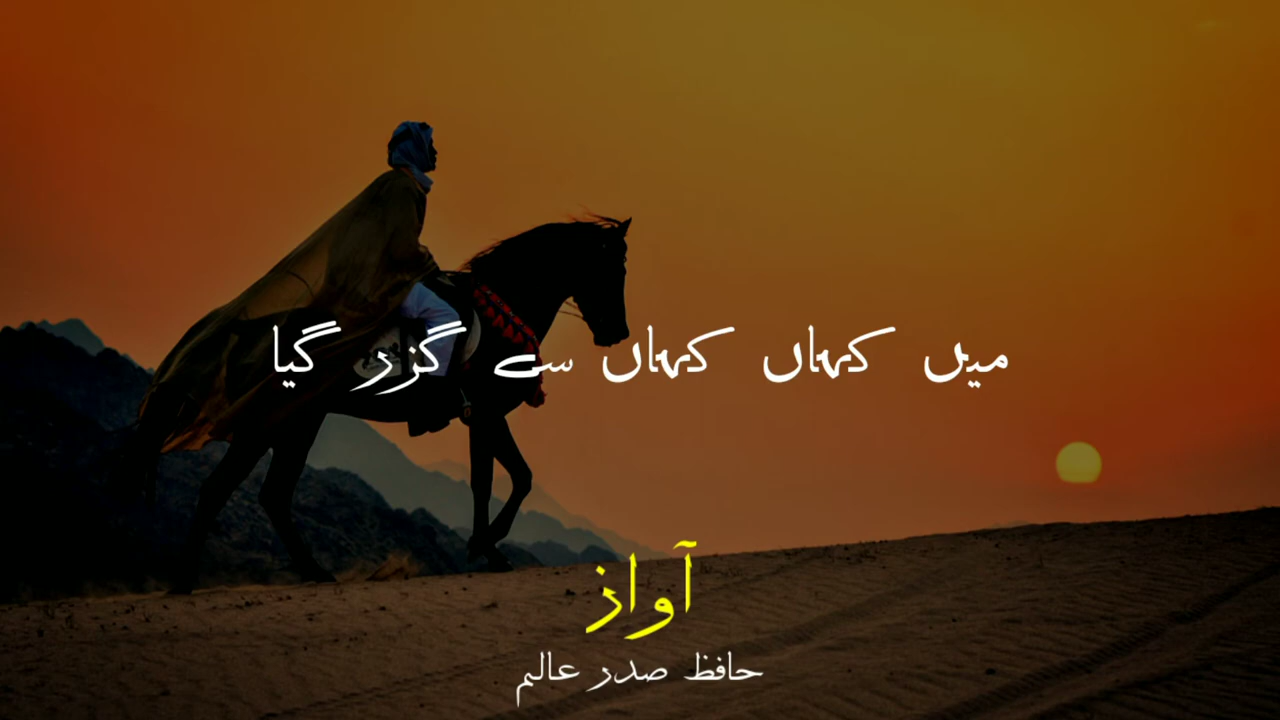 میں کہاں کہاں سے گزر گیا
آواز
حافظ صدر عالم